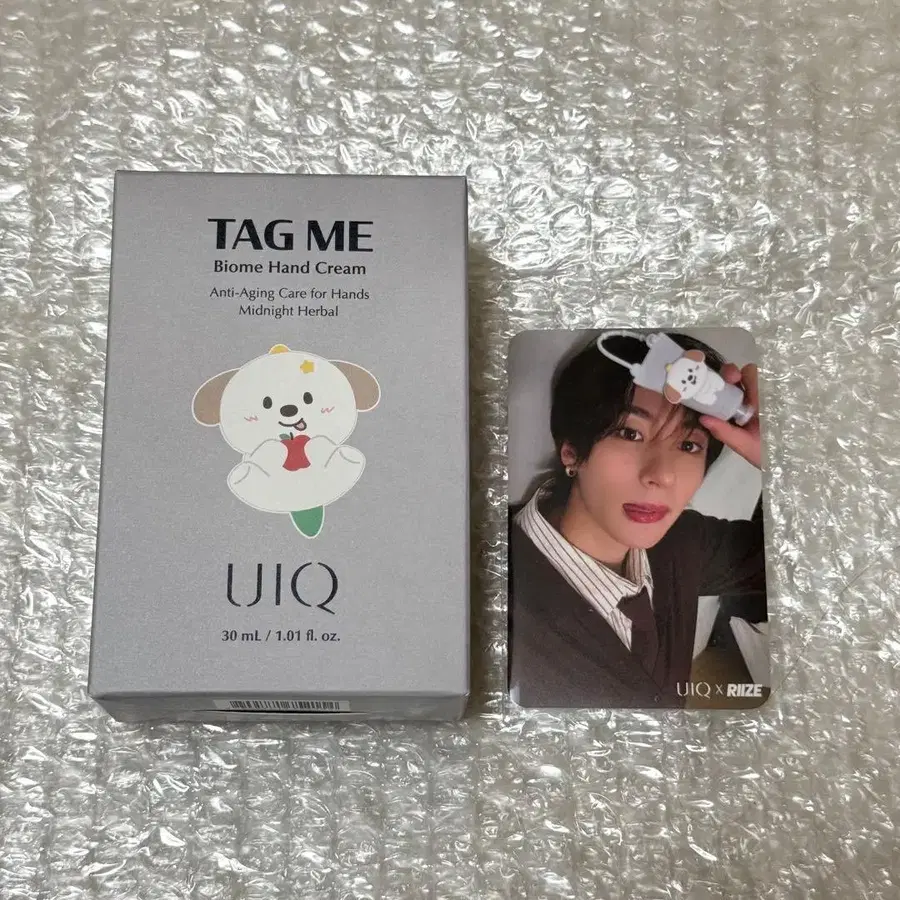 TAG ME
Biome Hand Cream
Anti-Aging Care for Hands
Midnight Herbal
UIQ
30 mL / 1.01 fl. oz.
UIQ X RIIZE